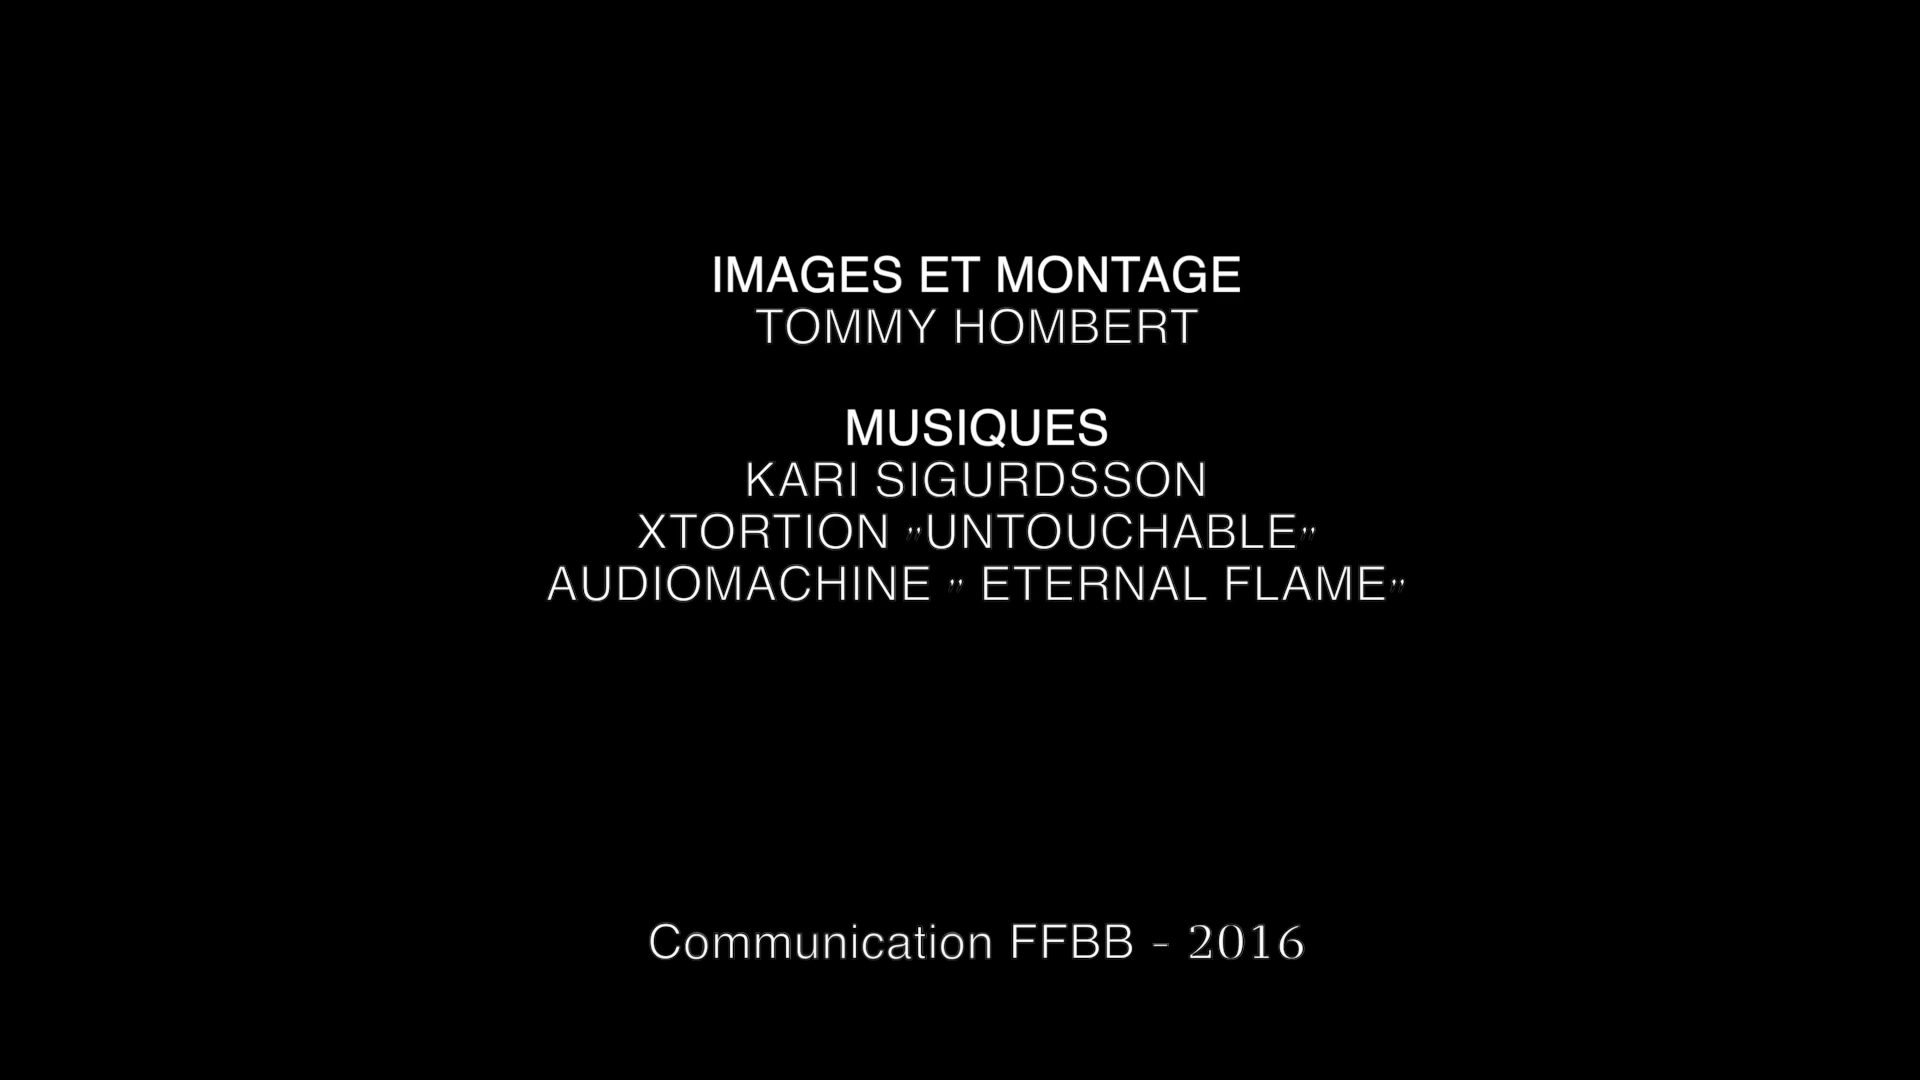 IMAGES ET MONTAGE
TOMMY HOMBERT
MUSIQUES
KARI SIGURDSSON
XTORTION "UNTOUCHABLE"
AUDIOMACHINE " ETERNAL FLAME"
Communication FFBB - 2016